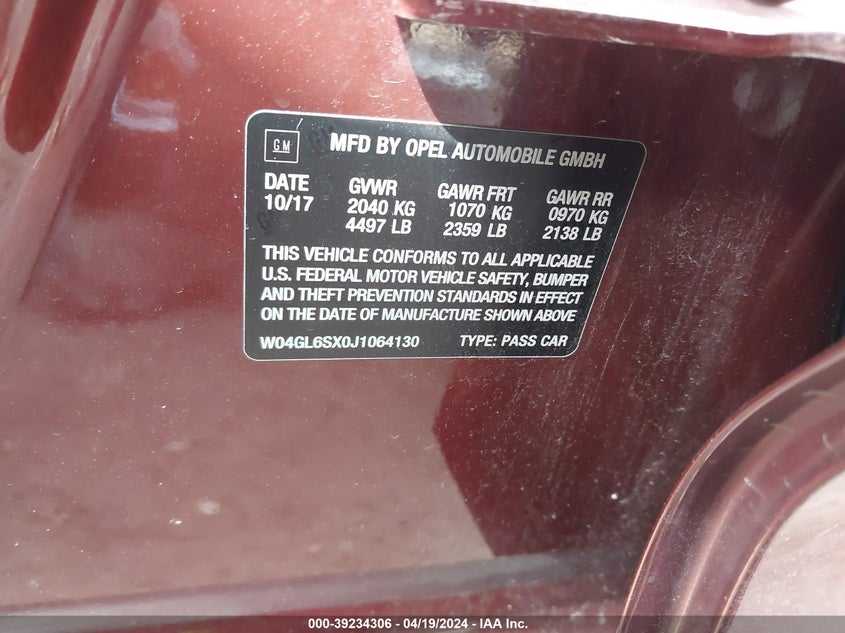 GM MFD BY OPEL AUTOMOBILE GMBH
DATE GVWR GAWR FRT GAWR RR
10/17 2040 KG 1070 KG 0970 KG
4497 LB 2359 LB 2138 LB
THIS VEHICLE CONFORMS TO ALL APPLICABLE
U.S. FEDERAL MOTOR VEHICLE SAFETY, BUMPER
AND THEFT PREVENTION STANDARDS IN EFFECT
ON THE DATE OF MANUFACTURE SHOWN ABOVE
W04GL6SX0J1064130 TYPE: PASS CAR
000-39234306 - 04/19/2024 - IAA Inc.